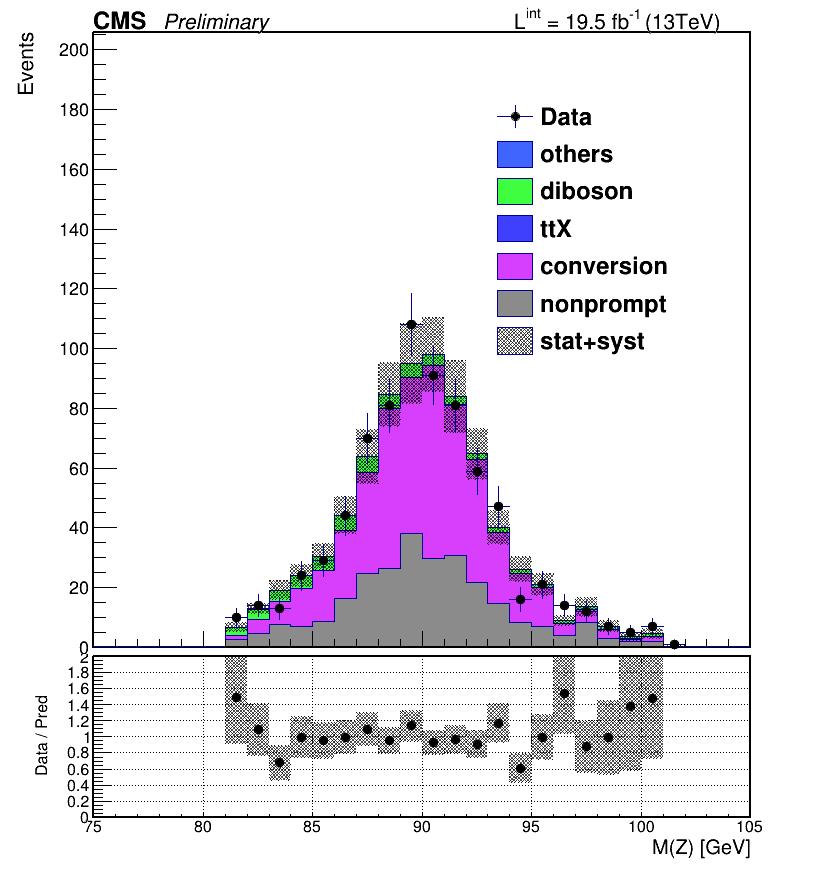 CMS Preliminary L^int = 19.5 fb^-1 (13TeV)
Events
200
180
160
140
120
100
80
60
40
20
0
Data
others
diboson
ttX
conversion
nonprompt
stat+syst
Data / Pred
2
1.8
1.6
1.4
1.2
1
0.8
0.6
0.4
0.2
0
75 80 85 90 95 100 105
M(Z) [GeV]